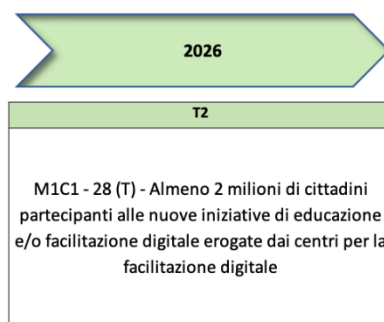 2026
T2
M1C1 - 28 (T) - Almeno 2 milioni di cittadini
partecipanti alle nuove iniziative di educazione
e/o facilitazione digitale erogate dai centri per la
facilitazione digitale